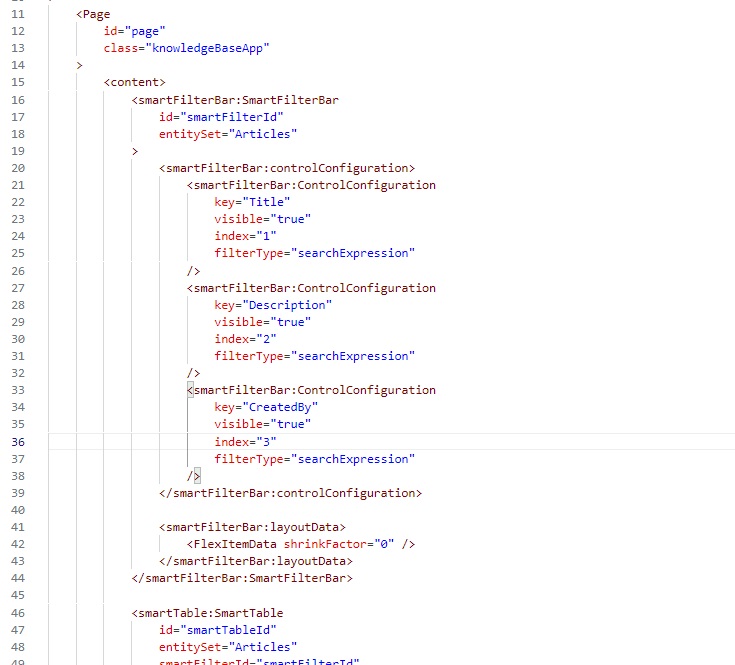 11 <Page
12 id="page"
13 class="knowledgeBaseApp"
14 >
15 <content>
16 <smartFilterBar:SmartFilterBar
17 id="smartFilterId"
18 entitySet="Articles"
19 >
20 <smartFilterBar:controlConfiguration>
21 <smartFilterBar:ControlConfiguration
22 key="Title"
23 visible="true"
24 index="1"
25 filterType="searchExpression"
26 />
27 <smartFilterBar:ControlConfiguration
28 key="Description"
29 visible="true"
30 index="2"
31 filterType="searchExpression"
32 />
33 <smartFilterBar:ControlConfiguration
34 key="CreatedBy"
35 visible="true"
36 index="3"
37 filterType="searchExpression"
38 />
39 </smartFilterBar:controlConfiguration>
40
41 <smartFilterBar:layoutData>
42 <FlexItemData shrinkFactor="0" />
43 </smartFilterBar:layoutData>
44 </smartFilterBar:SmartFilterBar>
45
46 <smartTable:SmartTable
47 id="smartTableId"
48 entitySet="Articles"
49 smartFilterId="smartFilterId"